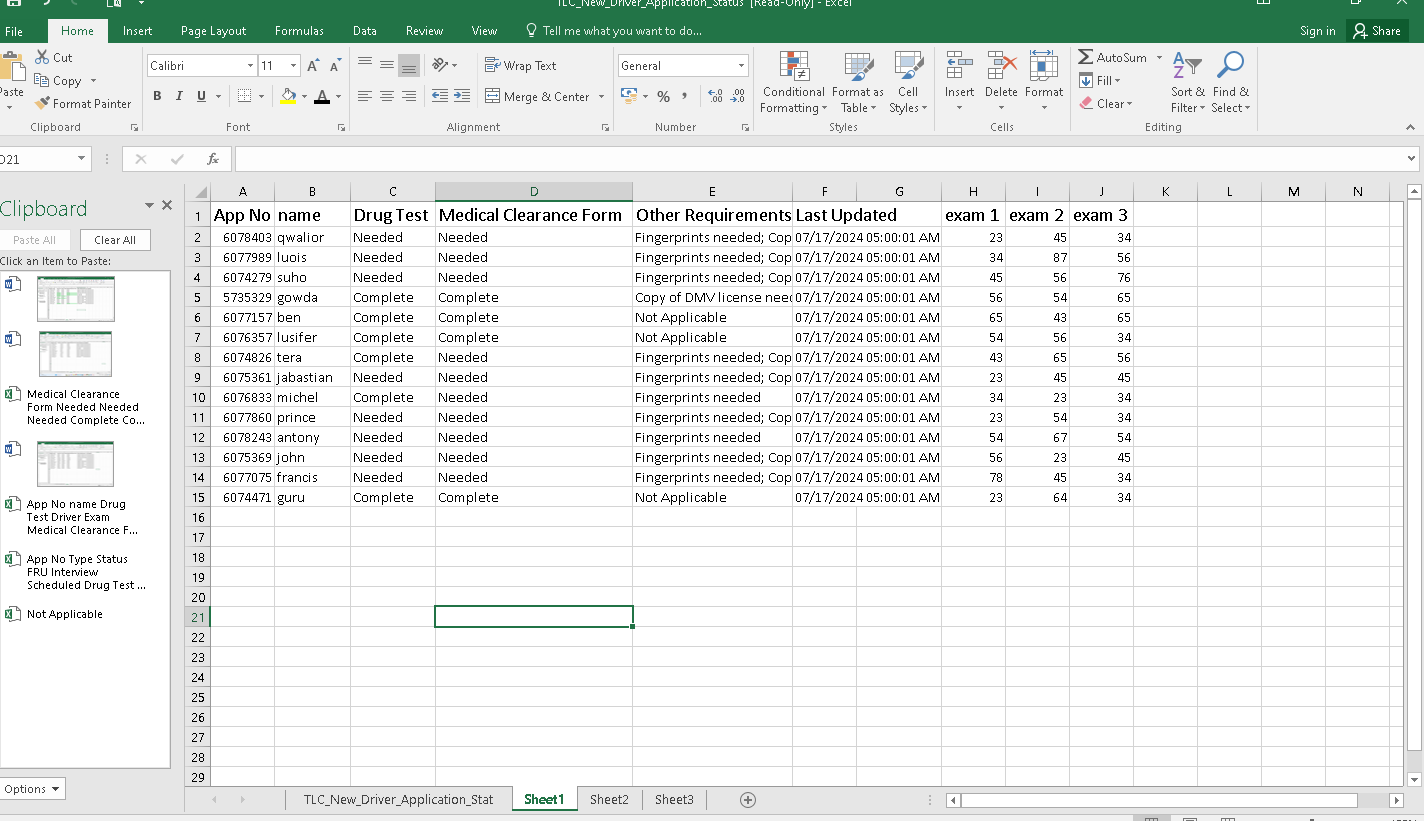 TLC_New_Driver_Application_Status [Read-Only] - Excel
File Home Insert Page Layout Formulas Data Review View Tell me what you want to do... Sign in Share
Paste Cut Copy Format Painter Clipboard
Calibri 11 B I U A Font
Wrap Text Merge & Center Alignment
General % Number
Conditional Formatting Format as Table Cell Styles Styles
Insert Delete Format Cells
AutoSum Fill Clear Sort & Filter Find & Select Editing
fx
Clipboard
Paste All Clear All
Click an Item to Paste:
Medical Clearance
Form Needed Needed
Needed Complete Co...
App No name Drug
Test Driver Exam
Medical Clearance F...
App No Type Status
FRU Interview
Scheduled Drug Test ...
Not Applicable
Options
A B C D E F G H I J K L M N
1 App No name Drug Test Medical Clearance Form Other Requirements Last Updated exam 1 exam 2 exam 3
2 6078403 qwalior Needed Needed Fingerprints needed; Cop 07/17/2024 05:00:01 AM 23 45 34
3 6077989 luois Needed Needed Fingerprints needed; Cop 07/17/2024 05:00:01 AM 34 87 56
4 6074279 suho Needed Needed Fingerprints needed; Cop 07/17/2024 05:00:01 AM 45 56 76
5 5735329 gowda Complete Complete Copy of DMV license need 07/17/2024 05:00:01 AM 56 54 65
6 6077157 ben Complete Complete Not Applicable 07/17/2024 05:00:01 AM 65 43 65
7 6076357 lusifer Complete Complete Not Applicable 07/17/2024 05:00:01 AM 54 56 34
8 6074826 tera Complete Needed Fingerprints needed; Cop 07/17/2024 05:00:01 AM 43 65 56
9 6075361 jabastian Needed Needed Fingerprints needed; Cop 07/17/2024 05:00:01 AM 23 45 45
10 6076833 michel Complete Needed Fingerprints needed 07/17/2024 05:00:01 AM 34 23 34
11 6077860 prince Needed Needed Fingerprints needed; Cop 07/17/2024 05:00:01 AM 23 54 34
12 6078243 antony Needed Needed Fingerprints needed 07/17/2024 05:00:01 AM 54 67 54
13 6075369 john Needed Needed Fingerprints needed; Cop 07/17/2024 05:00:01 AM 56 23 45
14 6077075 francis Needed Needed Fingerprints needed; Cop 07/17/2024 05:00:01 AM 78 45 34
15 6074471 guru Complete Complete Not Applicable 07/17/2024 05:00:01 AM 23 64 34
16
17
18
19
20
21
22
23
24
25
26
27
28
29
TLC_New_Driver_Application_Stat Sheet1 Sheet2 Sheet3